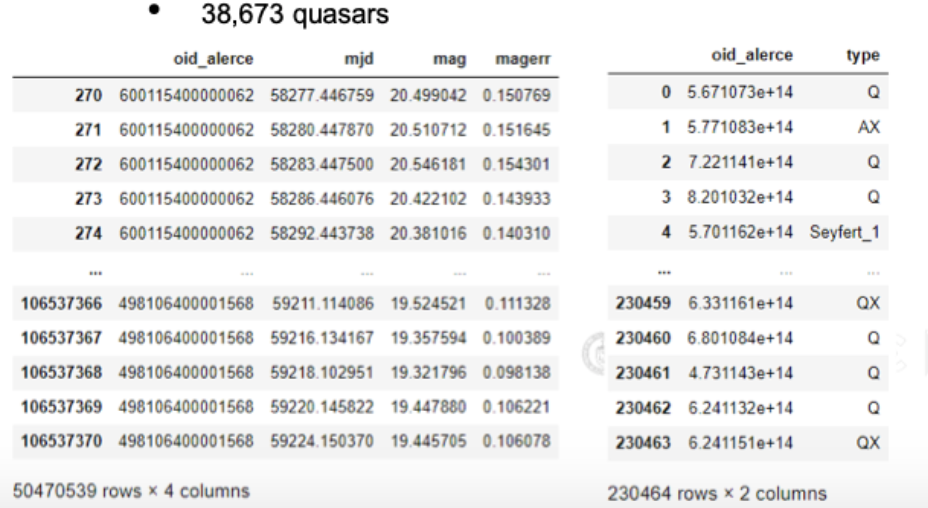 • 38,673 quasars
oid_alerce mjd mag magerr
270 600115400000062 58277.446759 20.499042 0.150769
271 600115400000062 58280.447870 20.510712 0.151645
272 600115400000062 58283.447500 20.546181 0.154301
273 600115400000062 58286.446076 20.422102 0.143933
274 600115400000062 58292.443738 20.381016 0.140310
... ... ... ... ...
106537366 498106400001568 59211.114086 19.524521 0.111328
106537367 498106400001568 59216.134167 19.357594 0.100389
106537368 498106400001568 59218.102951 19.321796 0.098138
106537369 498106400001568 59220.145822 19.447880 0.106221
106537370 498106400001568 59224.150370 19.445705 0.106078
50470539 rows × 4 columns
oid_alerce type
0 5.671073e+14 Q
1 5.771083e+14 AX
2 7.221141e+14 Q
3 8.201032e+14 Q
4 5.701162e+14 Seyfert_1
... ... ...
230459 6.331161e+14 QX
230460 6.801084e+14 Q
230461 4.731143e+14 Q
230462 6.241132e+14 Q
230463 6.241151e+14 QX
230464 rows × 2 columns